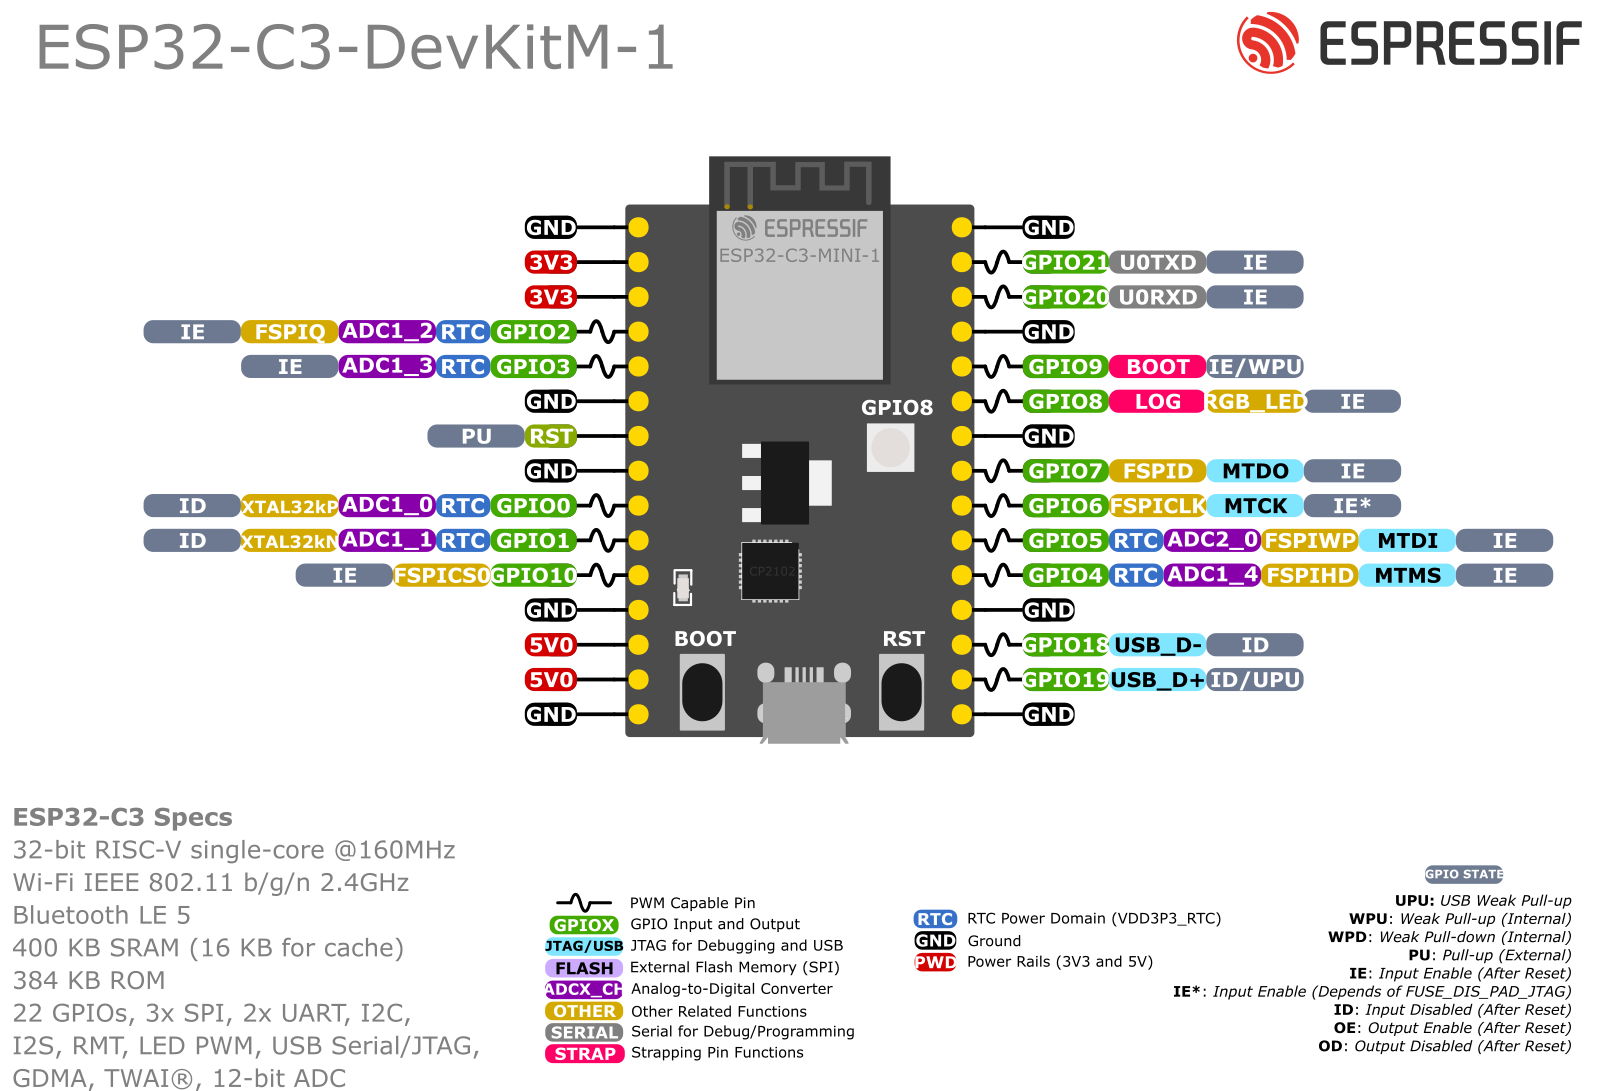 ESP32-C3-DevKitM-1
ESPRESSIF
ESPRESSIF
ESP32-C3-MINI-1
GND GND
3V3 GPIO21 U0TXD IE
3V3 GPIO20 U0RXD IE
IE FSPIQ ADC1_2 RTC GPIO2 GND
IE ADC1_3 RTC GPIO3 GPIO9 BOOT IE/WPU
GND GPIO8 LOG RGB_LED IE
GPIO8
PU RST GND
GND GPIO7 FSPID MTDO IE
ID XTAL32kP ADC1_0 RTC GPIO0 GPIO6 FSPICLK MTCK IE*
ID XTAL32kN ADC1_1 RTC GPIO1 GPIO5 RTC ADC2_0 FSPIWP MTDI IE
IE FSPICS0 GPIO10 CP2102 GPIO4 RTC ADC1_4 FSPIHD MTMS IE
GND GND
5V0 BOOT RST GPIO18 USB_D- ID
5V0 GPIO19 USB_D+ ID/UPU
GND GND
ESP32-C3 Specs
32-bit RISC-V single-core @160MHz
Wi-Fi IEEE 802.11 b/g/n 2.4GHz
Bluetooth LE 5
400 KB SRAM (16 KB for cache)
384 KB ROM
22 GPIOs, 3x SPI, 2x UART, I2C,
I2S, RMT, LED PWM, USB Serial/JTAG,
GDMA, TWAI®, 12-bit ADC
PWM Capable Pin
GPIOX GPIO Input and Output
JTAG/USB JTAG for Debugging and USB
FLASH External Flash Memory (SPI)
ADCX_CH Analog-to-Digital Converter
OTHER Other Related Functions
SERIAL Serial for Debug/Programming
STRAP Strapping Pin Functions
RTC RTC Power Domain (VDD3P3_RTC)
GND Ground
PWD Power Rails (3V3 and 5V)
GPIO STATE
UPU: USB Weak Pull-up
WPU: Weak Pull-up (Internal)
WPD: Weak Pull-down (Internal)
PU: Pull-up (External)
IE: Input Enable (After Reset)
IE*: Input Enable (Depends of FUSE_DIS_PAD_JTAG)
ID: Input Disabled (After Reset)
OE: Output Enable (After Reset)
OD: Output Disabled (After Reset)